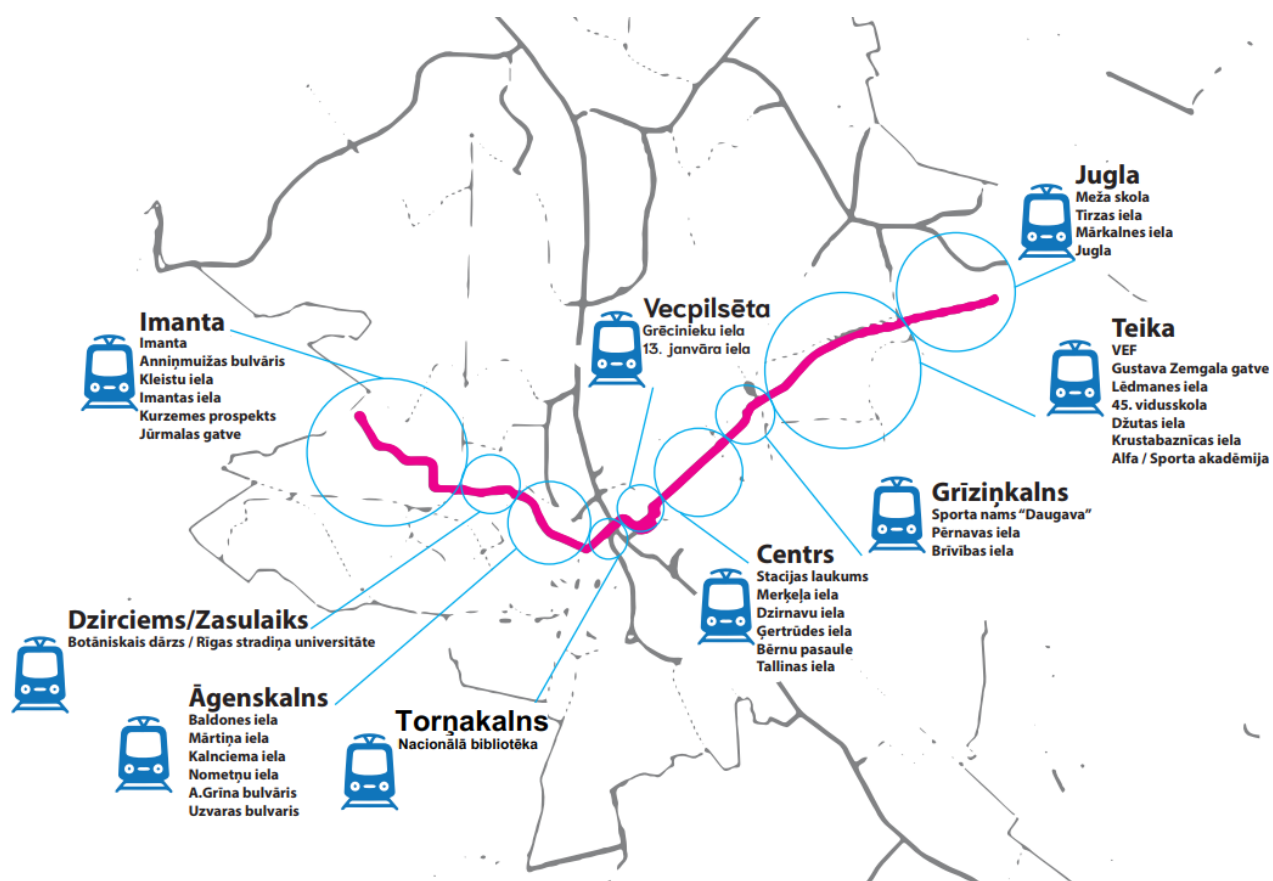 Jugla
Meža skola
Tirzas iela
Mārkalnes iela
Jugla
Vecpilsēta
Grēcinieku iela
13. janvāra iela
Imanta
Imanta
Anniņmuižas bulvāris
Kleistu iela
Imantas iela
Kurzemes prospekts
Jūrmalas gatve
Teika
VEF
Gustava Zemgala gatve
Lēdmanes iela
45. vidusskola
Džutas iela
Krustabaznīcas iela
Alfa / Sporta akadēmija
Grīziņkalns
Sporta nams “Daugava”
Pērnavas iela
Brīvības iela
Centrs
Stacijas laukums
Merķeļa iela
Dzirnavu iela
Ģertrūdes iela
Bērnu pasaule
Tallinas iela
Dzirciems/Zasulaiks
Botāniskais dārzs / Rīgas stradiņa universitāte
Āgenskalns
Baldones iela
Mārtiņa iela
Kalnciema iela
Nometņu iela
A.Grīna bulvāris
Uzvaras bulvaris
Torņakalns
Nacionālā bibliotēka